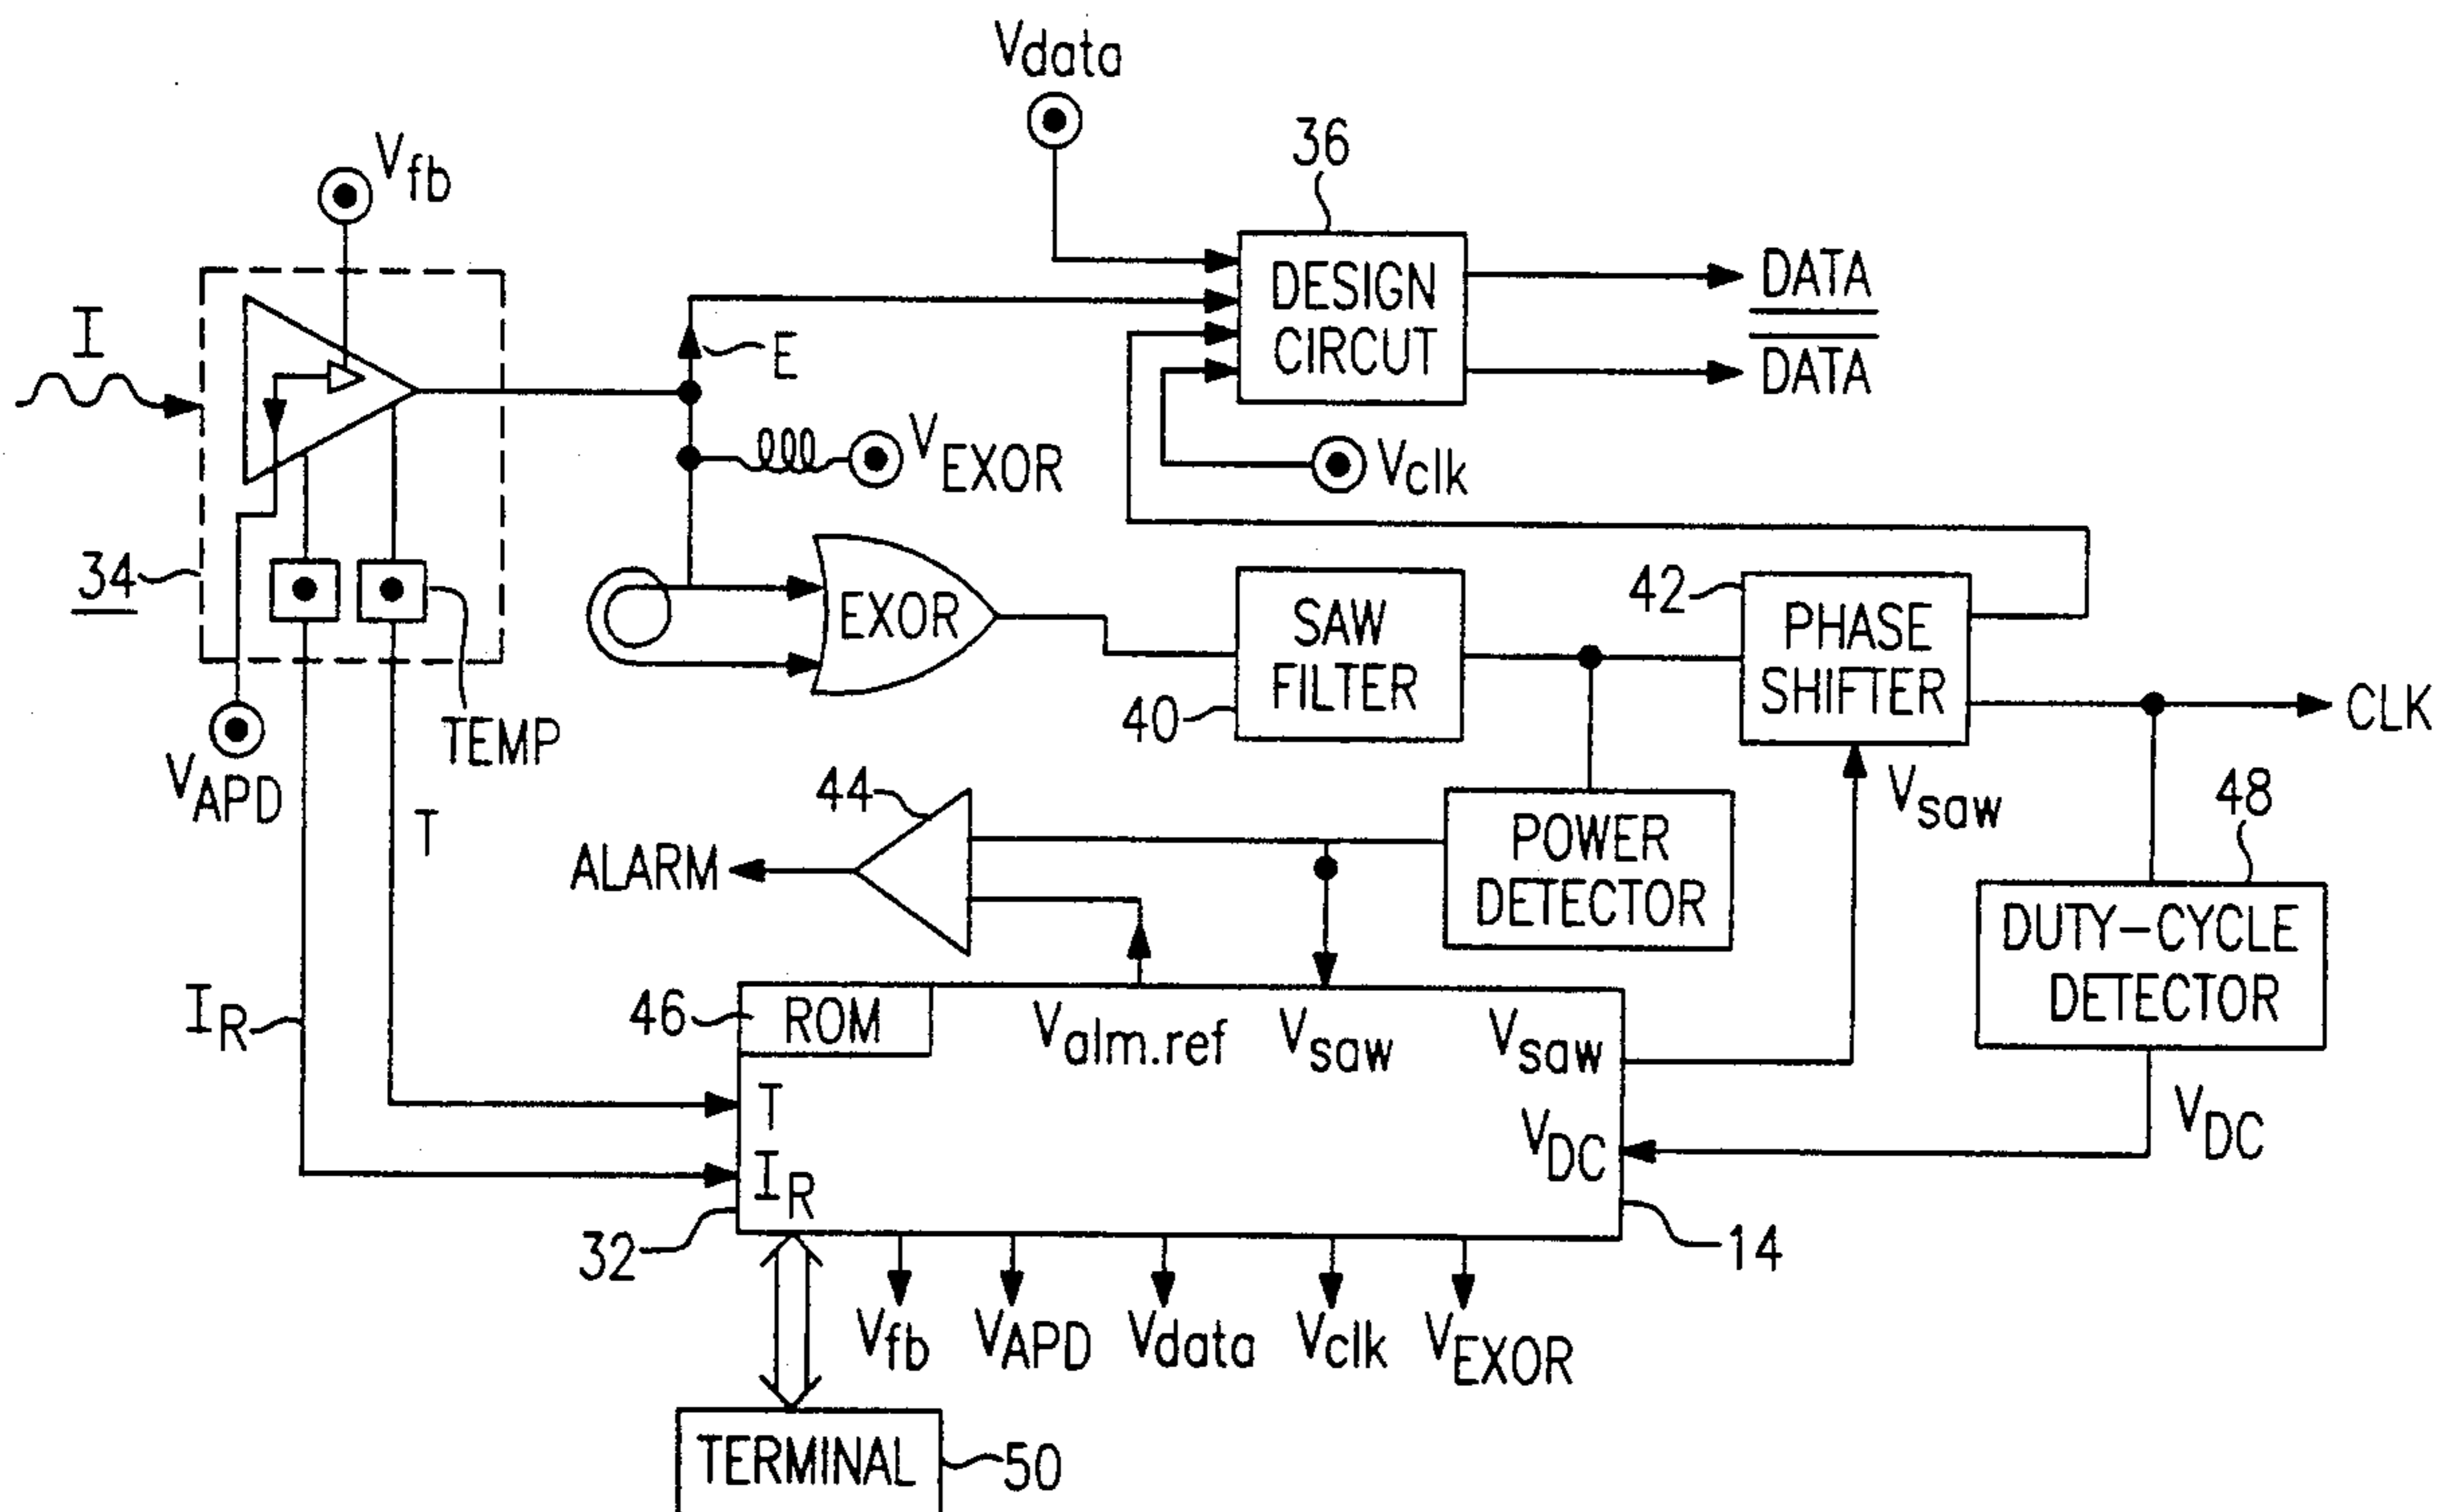 Vdata
36
Vfb
DESIGN
CIRCUT
DATA
DATA
I
E
VEXOR
Vclk
34
EXOR
SAW
FILTER
40
42
PHASE
SHIFTER
CLK
TEMP
VAPD
T
44
ALARM
POWER
DETECTOR
Vsaw
48
DUTY-CYCLE
DETECTOR
IR
46
ROM
Valm.ref
Vsaw
Vsaw
T
IR
VDC
VDC
32
14
Vfb
VAPD
Vdata
Vclk
VEXOR
TERMINAL
50